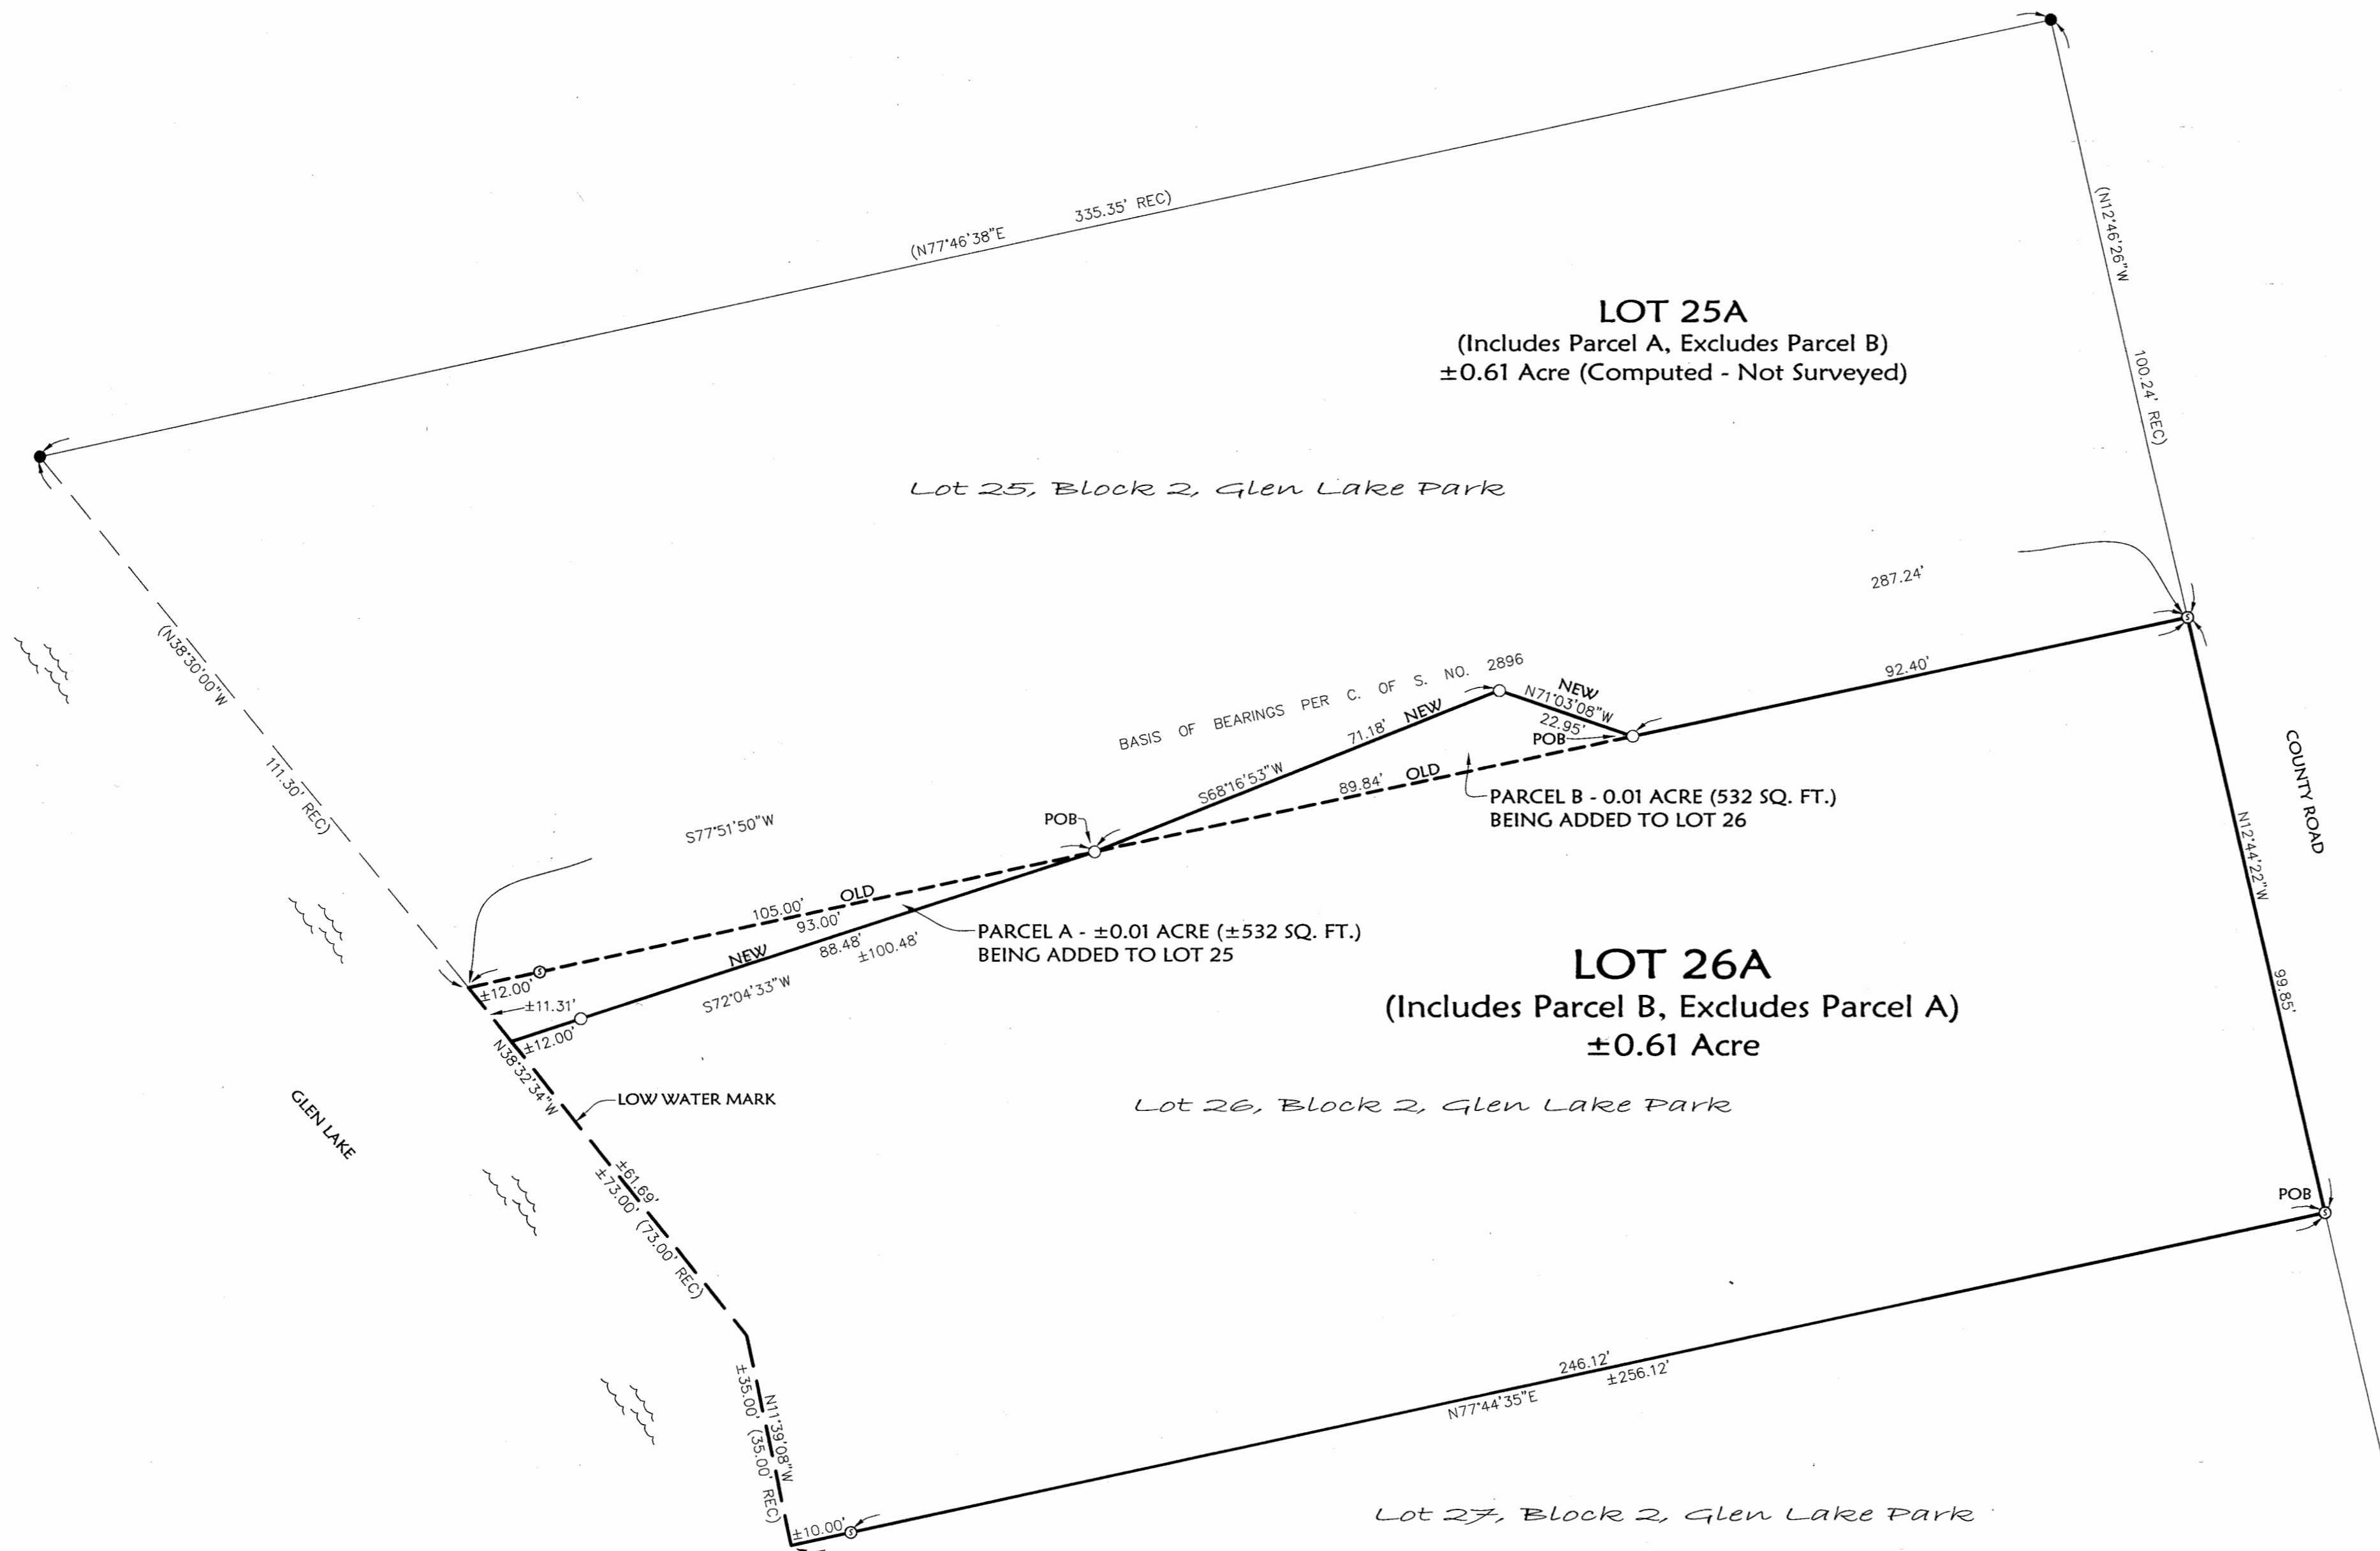 (N77°46'38"E 335.35' REC)
(N12°46'26"W 100.24' REC)
LOT 25A
(Includes Parcel A, Excludes Parcel B)
±0.61 Acre (Computed - Not Surveyed)
Lot 25, Block 2, Glen Lake Park
(N38°30'00"W 111.30' REC)
S77°51'50"W
BASIS OF BEARINGS PER C. OF S. NO. 2896
287.24'
92.40'
NEW
N71°03'08"W
22.95'
POB
S68°16'53"W 71.18' NEW
89.84' OLD
PARCEL B - 0.01 ACRE (532 SQ. FT.)
BEING ADDED TO LOT 26
COUNTY ROAD
POB
105.00' OLD
93.00'
PARCEL A - ±0.01 ACRE (±532 SQ. FT.)
BEING ADDED TO LOT 25
NEW 88.48'
±100.48'
S72°04'33"W
±12.00'
±11.31'
±12.00'
N38°32'34"W
LOW WATER MARK
GLEN LAKE
±61.69'
±73.00' (73.00' REC)
LOT 26A
(Includes Parcel B, Excludes Parcel A)
±0.61 Acre
Lot 26, Block 2, Glen Lake Park
N12°44'22"W 99.85'
POB
N11°39'08"W
±35.00' (35.00' REC)
±10.00'
246.12'
±256.12'
N77°44'35"E
Lot 27, Block 2, Glen Lake Park